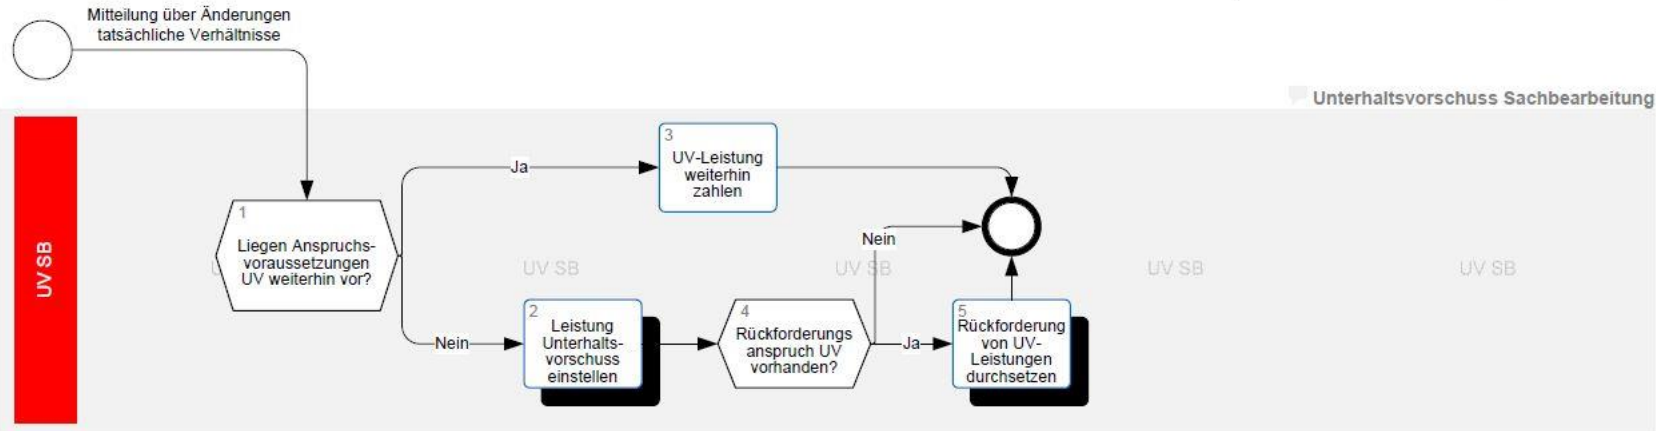 Mitteilung über Änderungen
tatsächliche Verhältnisse
Unterhaltsvorschuss Sachbearbeitung
UV SB
1
Liegen Anspruchs-
voraussetzungen
UV weiterhin vor?
Ja
3
UV-Leistung
weiterhin
zahlen
Nein
2
Leistung
Unterhalts-
vorschuss
einstellen
4
Rückforderungs
anspruch UV
vorhanden?
Nein
Ja
5
Rückforderung
von UV-
Leistungen
durchsetzen
UV SB
UV SB
UV SB
UV SB